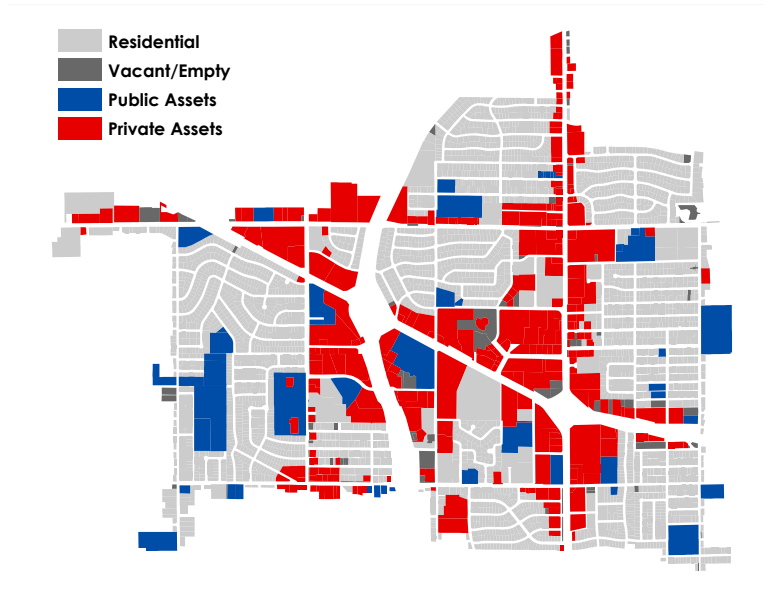 Residential
Vacant/Empty
Public Assets
Private Assets